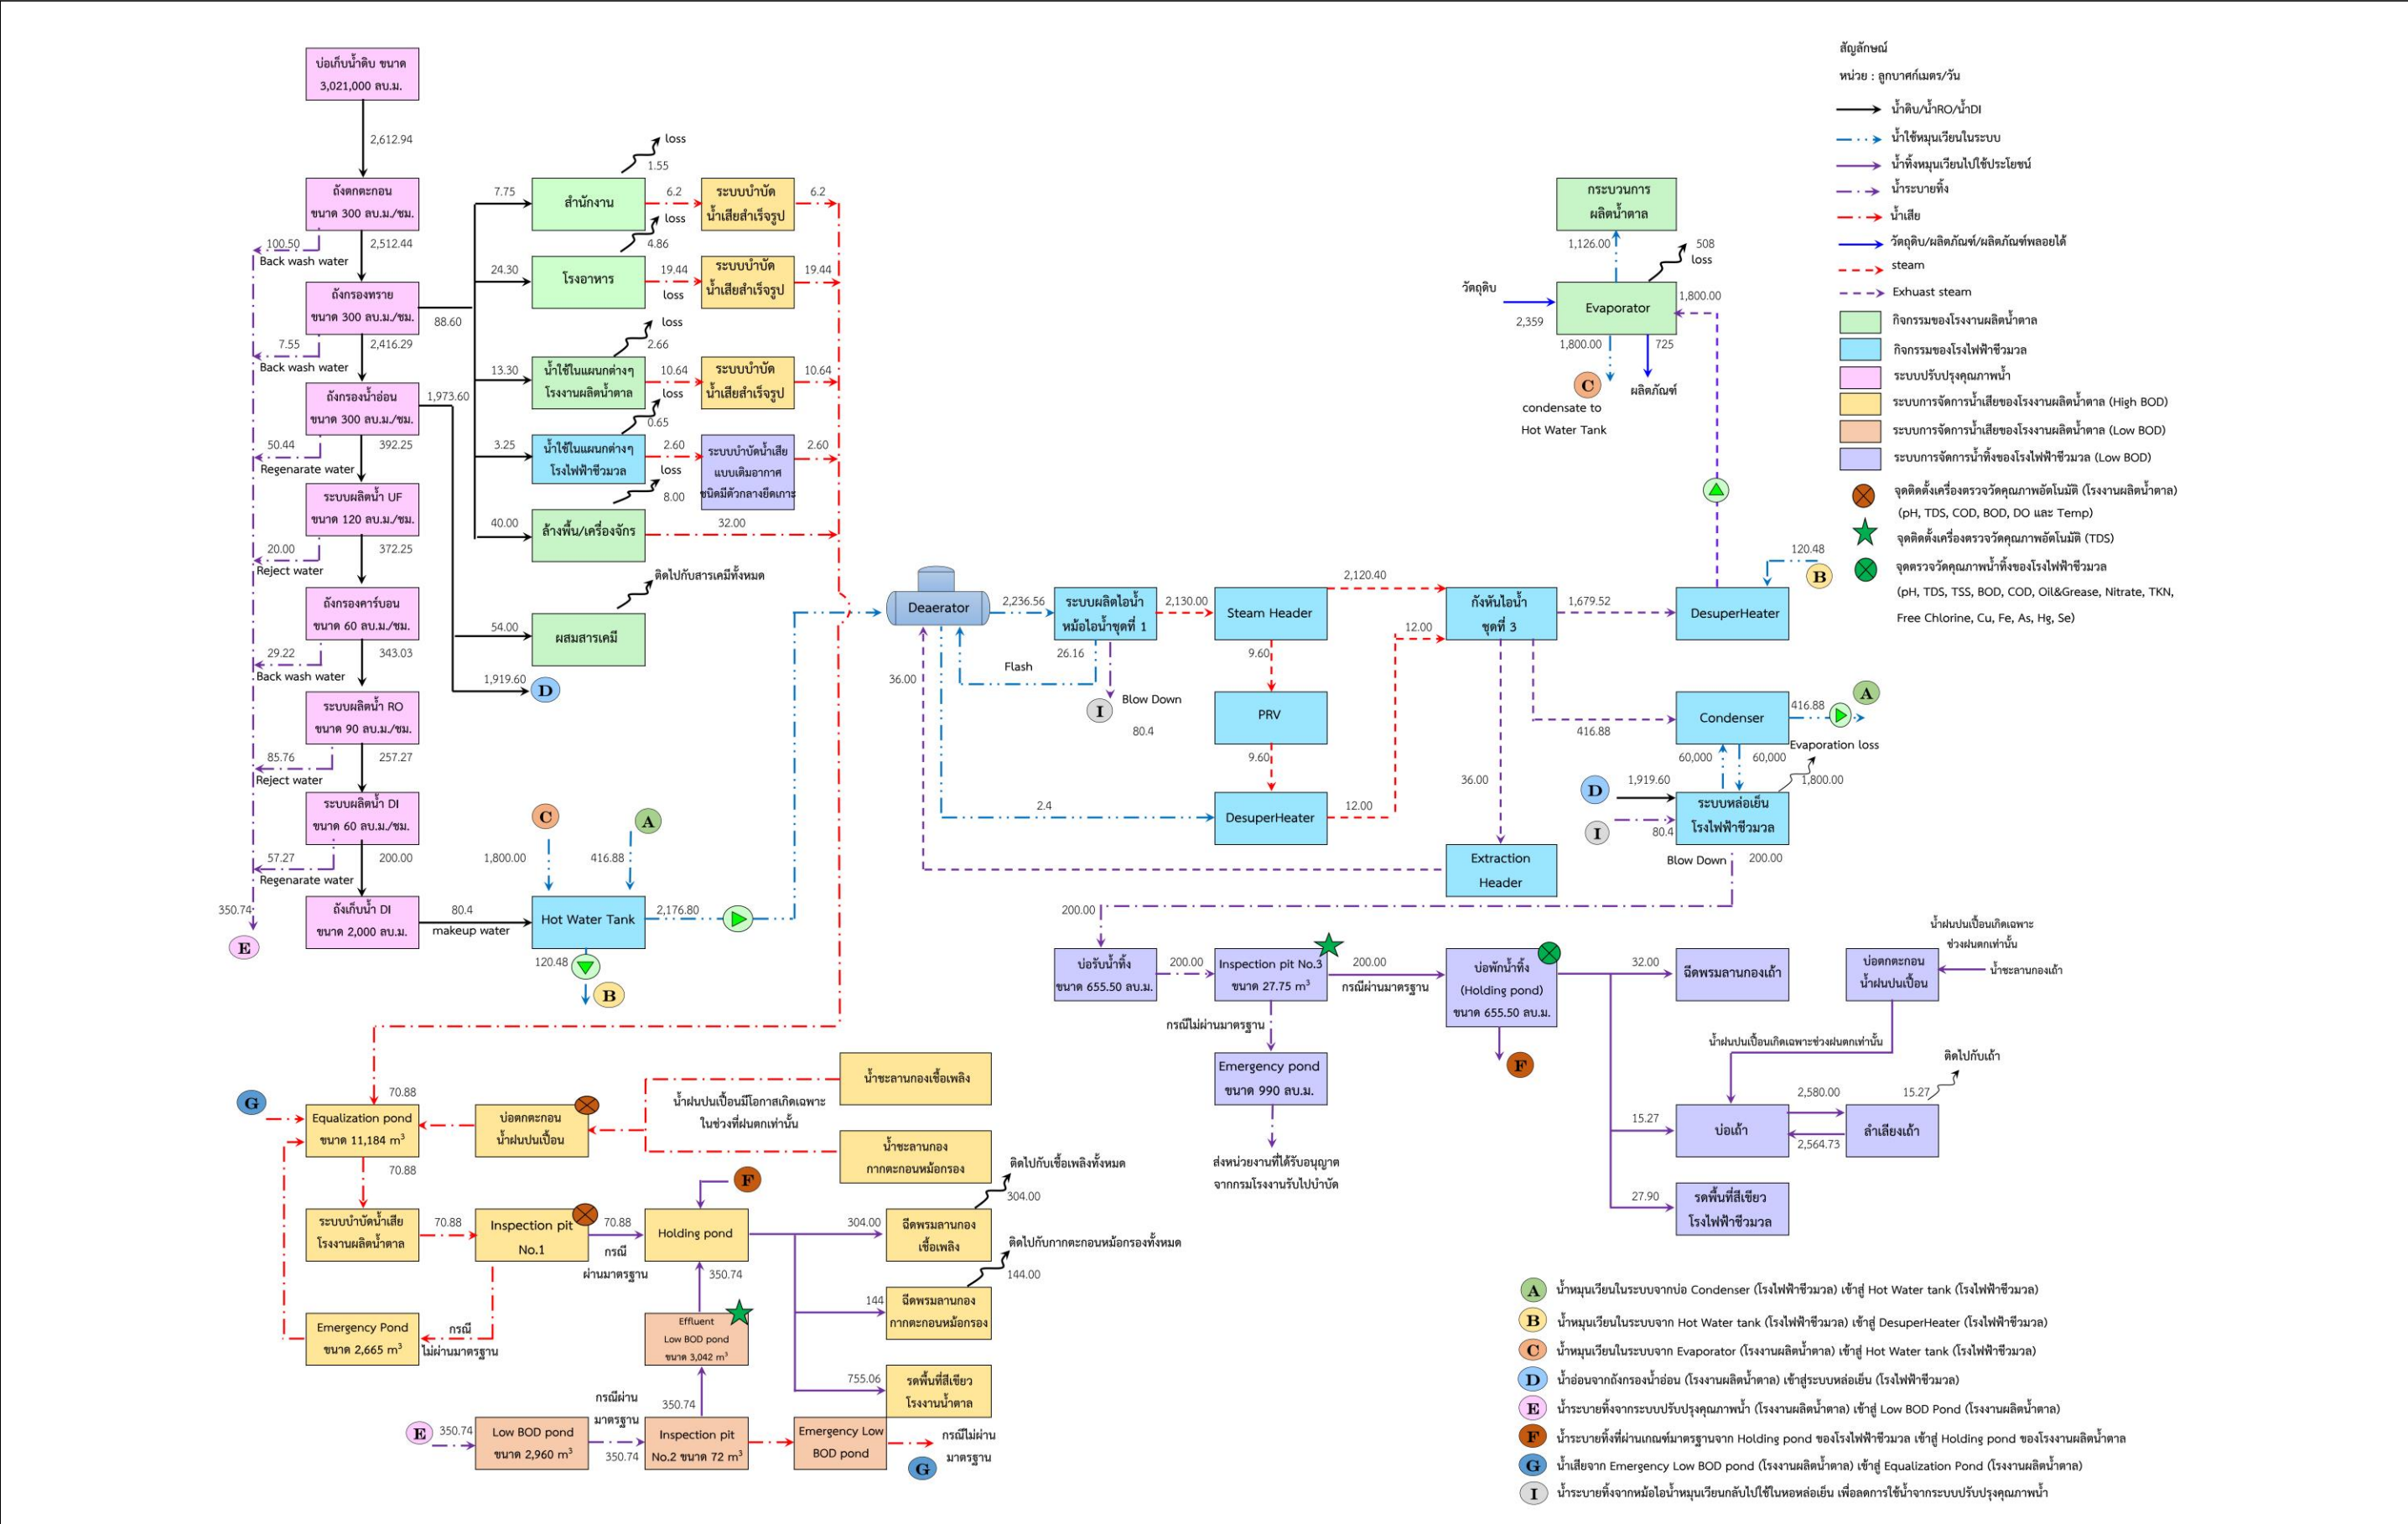 บ่อเก็บน้ำดิบ ขนาด
3,021,000 ลบ.ม.
2,612.94
ถังตกตะกอน
ขนาด 300 ลบ.ม./ชม.
100.50
Back wash water
2,512.44
ถังกรองทราย
ขนาด 300 ลบ.ม./ชม.
88.60
7.55
Back wash water
2,416.29
ถังกรองน้ำอ่อน
ขนาด 300 ลบ.ม./ชม.
1,973.60
50.44
Regenarate water
392.25
ระบบผลิตน้ำ UF
ขนาด 120 ลบ.ม./ชม.
20.00
Reject water
372.25
ถังกรองคาร์บอน
ขนาด 60 ลบ.ม./ชม.
29.22
Back wash water
343.03
ระบบผลิตน้ำ RO
ขนาด 90 ลบ.ม./ชม.
85.76
Reject water
257.27
ระบบผลิตน้ำ DI
ขนาด 60 ลบ.ม./ชม.
57.27
Regenarate water
200.00
350.74
E
ถังเก็บน้ำ DI
ขนาด 2,000 ลบ.ม.
80.4
makeup water
loss
1.55
7.75
สำนักงาน
6.2
ระบบบำบัด
น้ำเสียสำเร็จรูป
6.2
loss
4.86
24.30
โรงอาหาร
19.44
loss
ระบบบำบัด
น้ำเสียสำเร็จรูป
19.44
loss
2.66
13.30
น้ำใช้ในแผนกต่างๆ
โรงงานผลิตน้ำตาล
10.64
ระบบบำบัด
น้ำเสียสำเร็จรูป
10.64
loss
0.65
3.25
น้ำใช้ในแผนกต่างๆ
โรงไฟฟ้าชีวมวล
2.60
ระบบบำบัดน้ำเสีย
แบบเติมอากาศ
ชนิดมีตัวกลางยึดเกาะ
2.60
loss
8.00
40.00
ล้างพื้น/เครื่องจักร
32.00
ติดไปกับสารเคมีทั้งหมด
54.00
ผสมสารเคมี
1,919.60
D
C
A
1,800.00
416.88
Hot Water Tank
2,176.80
120.48
B
Deaerator
2,236.56
ระบบผลิตไอน้ำ
หม้อไอน้ำชุดที่ 1
2,130.00
Steam Header
2,120.40
กังหันไอน้ำ
ชุดที่ 3
1,679.52
DesuperHeater
120.48
B
26.16
Flash
36.00
I
Blow Down
80.4
9.60
PRV
9.60
12.00
2.4
DesuperHeater
12.00
36.00
416.88
Extraction
Header
Condenser
416.88
A
60,000
60,000
Evaporation loss
1,800.00
D
1,919.60
I
80.4
ระบบหล่อเย็น
โรงไฟฟ้าชีวมวล
Blow Down
200.00
กระบวนการ
ผลิตน้ำตาล
1,126.00
508
loss
วัตถุดิบ
2,359
Evaporator
1,800.00
1,800.00
725
C
ผลิตภัณฑ์
condensate to
Hot Water Tank
สัญลักษณ์
หน่วย : ลูกบาศก์เมตร/วัน
น้ำดิบ/น้ำRO/น้ำDI
น้ำใช้หมุนเวียนในระบบ
น้ำทิ้งหมุนเวียนไปใช้ประโยชน์
น้ำระบายทิ้ง
น้ำเสีย
วัตถุดิบ/ผลิตภัณฑ์/ผลิตภัณฑ์พลอยได้
steam
Exhuast steam
กิจกรรมของโรงงานผลิตน้ำตาล
กิจกรรมของโรงไฟฟ้าชีวมวล
ระบบปรับปรุงคุณภาพน้ำ
ระบบการจัดการน้ำเสียของโรงงานผลิตน้ำตาล (High BOD)
ระบบการจัดการน้ำเสียของโรงงานผลิตน้ำตาล (Low BOD)
ระบบการจัดการน้ำทิ้งของโรงไฟฟ้าชีวมวล (Low BOD)
จุดติดตั้งเครื่องตรวจวัดคุณภาพอัตโนมัติ (โรงงานผลิตน้ำตาล)
(pH, TDS, COD, BOD, DO และ Temp)
จุดติดตั้งเครื่องตรวจวัดคุณภาพอัตโนมัติ (TDS)
จุดตรวจวัดคุณภาพน้ำทิ้งของโรงไฟฟ้าชีวมวล
(pH, TDS, TSS, BOD, COD, Oil&Grease, Nitrate, TKN,
Free Chlorine, Cu, Fe, As, Hg, Se)
200.00
บ่อรับน้ำทิ้ง
ขนาด 655.50 ลบ.ม.
200.00
Inspection pit No.3
ขนาด 27.75 m³
200.00
กรณีผ่านมาตรฐาน
บ่อพักน้ำทิ้ง
(Holding pond)
ขนาด 655.50 ลบ.ม.
F
กรณีไม่ผ่านมาตรฐาน
Emergency pond
ขนาด 990 ลบ.ม.
ส่งหน่วยงานที่ได้รับอนุญาต
จากกรมโรงงานรับไปบำบัด
32.00
ฉีดพรมลานกองเถ้า
น้ำฝนปนเปื้อนเกิดเฉพาะ
ช่วงฝนตกเท่านั้น
บ่อตกตะกอน
น้ำฝนปนเปื้อน
น้ำชะลานกองเถ้า
น้ำฝนปนเปื้อนเกิดเฉพาะช่วงฝนตกเท่านั้น
ติดไปกับเถ้า
15.27
15.27
บ่อเถ้า
2,580.00
2,564.73
ลำเลียงเถ้า
27.90
รดพื้นที่สีเขียว
โรงไฟฟ้าชีวมวล
G
70.88
Equalization pond
ขนาด 11,184 m³
บ่อตกตะกอน
น้ำฝนปนเปื้อน
น้ำฝนปนเปื้อนมีโอกาสเกิดเฉพาะ
ในช่วงที่ฝนตกเท่านั้น
น้ำชะลานกองเชื้อเพลิง
น้ำชะลานกอง
กากตะกอนหม้อกรอง
70.88
ระบบบำบัดน้ำเสีย
โรงงานผลิตน้ำตาล
70.88
Inspection pit
No.1
70.88
กรณี
ผ่านมาตรฐาน
F
Holding pond
304.00
ฉีดพรมลานกอง
เชื้อเพลิง
ติดไปกับเชื้อเพลิงทั้งหมด
304.00
ติดไปกับกากตะกอนหม้อกรองทั้งหมด
144.00
144
ฉีดพรมลานกอง
กากตะกอนหม้อกรอง
755.06
รดพื้นที่สีเขียว
โรงงานน้ำตาล
350.74
Emergency Pond
ขนาด 2,665 m³
กรณี
ไม่ผ่านมาตรฐาน
Effluent
Low BOD pond
ขนาด 3,042 m³
350.74
E
350.74
Low BOD pond
ขนาด 2,960 m³
กรณีผ่าน
มาตรฐาน
350.74
Inspection pit
No.2 ขนาด 72 m³
Emergency Low
BOD pond
กรณีไม่ผ่าน
มาตรฐาน
G
A น้ำหมุนเวียนในระบบจากบ่อ Condenser (โรงไฟฟ้าชีวมวล) เข้าสู่ Hot Water tank (โรงไฟฟ้าชีวมวล)
B น้ำหมุนเวียนในระบบจาก Hot Water tank (โรงไฟฟ้าชีวมวล) เข้าสู่ DesuperHeater (โรงไฟฟ้าชีวมวล)
C น้ำหมุนเวียนในระบบจาก Evaporator (โรงงานผลิตน้ำตาล) เข้าสู่ Hot Water tank (โรงไฟฟ้าชีวมวล)
D น้ำอ่อนจากถังกรองน้ำอ่อน (โรงงานผลิตน้ำตาล) เข้าสู่ระบบหล่อเย็น (โรงไฟฟ้าชีวมวล)
E น้ำระบายทิ้งจากระบบปรับปรุงคุณภาพน้ำ (โรงงานผลิตน้ำตาล) เข้าสู่ Low BOD Pond (โรงงานผลิตน้ำตาล)
F น้ำระบายทิ้งที่ผ่านเกณฑ์มาตรฐานจาก Holding pond ของโรงไฟฟ้าชีวมวล เข้าสู่ Holding pond ของโรงงานผลิตน้ำตาล
G น้ำเสียจาก Emergency Low BOD pond (โรงงานผลิตน้ำตาล) เข้าสู่ Equalization Pond (โรงงานผลิตน้ำตาล)
I น้ำระบายทิ้งจากหม้อไอน้ำหมุนเวียนกลับไปใช้ในหอหล่อเย็น เพื่อลดการใช้น้ำจากระบบปรับปรุงคุณภาพน้ำ